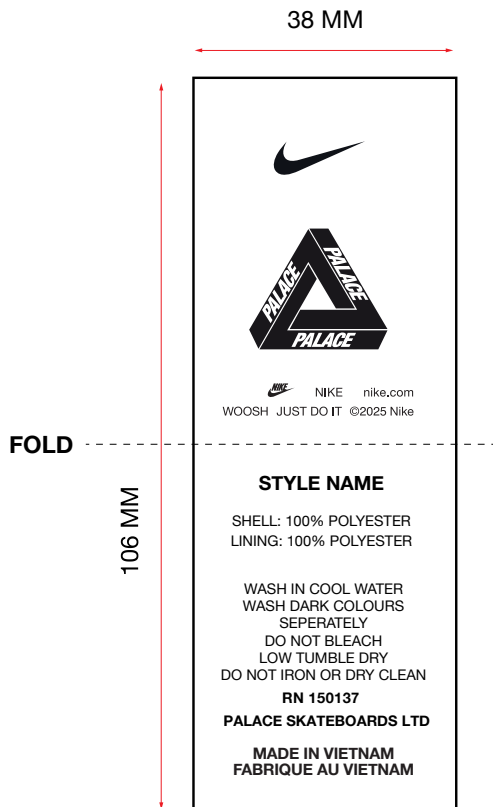 38 MM
PALACE
PALACE
PALACE
NIKE NIKE nike.com
WOOSH JUST DO IT ©2025 Nike
FOLD
106 MM
STYLE NAME
SHELL: 100% POLYESTER
LINING: 100% POLYESTER
WASH IN COOL WATER
WASH DARK COLOURS
SEPERATELY
DO NOT BLEACH
LOW TUMBLE DRY
DO NOT IRON OR DRY CLEAN
RN 150137
PALACE SKATEBOARDS LTD
MADE IN VIETNAM
FABRIQUE AU VIETNAM